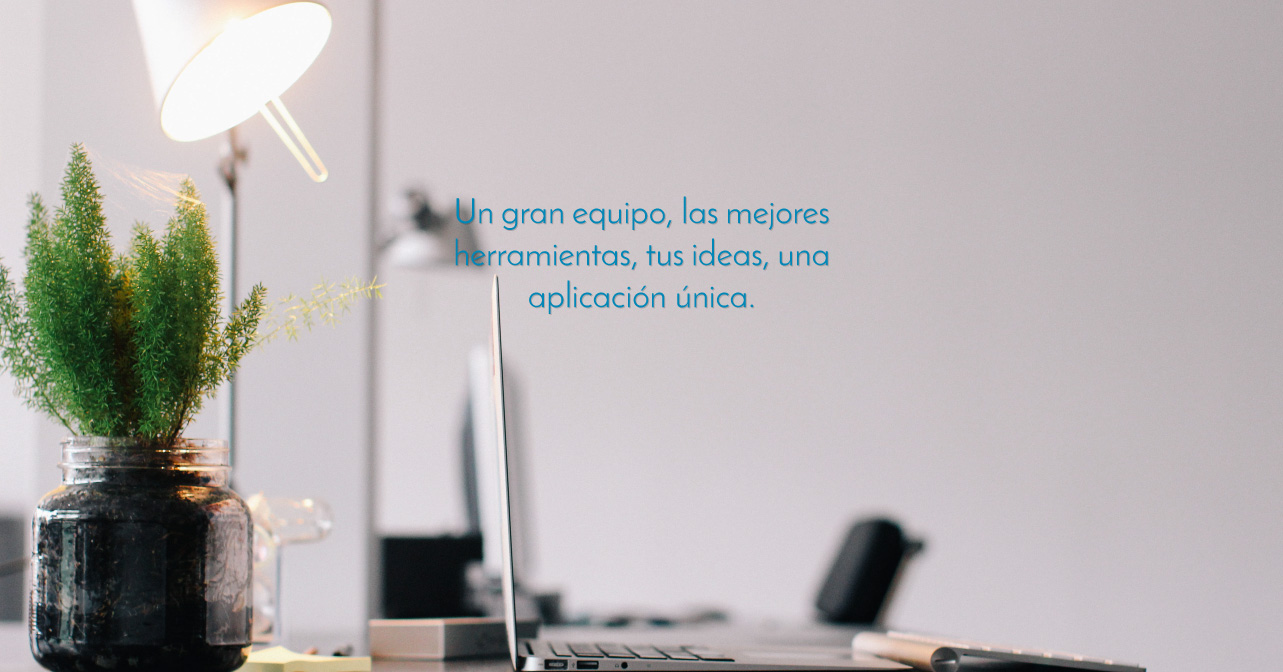 Un gran equipo, las mejores
herramientas, tus ideas, una
aplicación única.